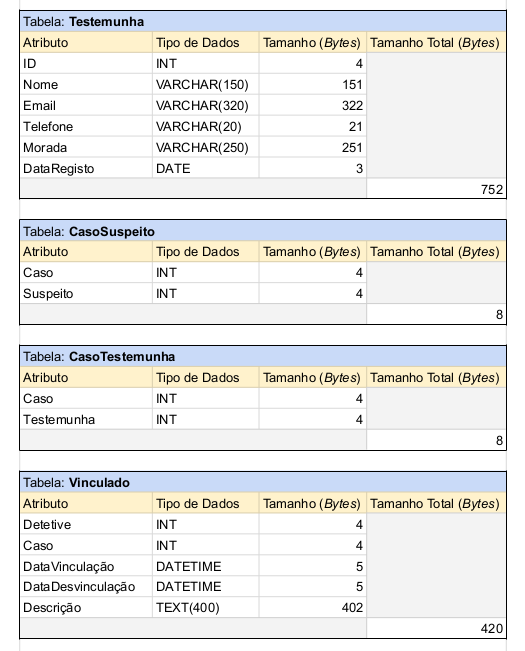 Tabela: Testemunha
Atributo Tipo de Dados Tamanho (Bytes) Tamanho Total (Bytes)
ID INT 4
Nome VARCHAR(150) 151
Email VARCHAR(320) 322
Telefone VARCHAR(20) 21
Morada VARCHAR(250) 251
DataRegisto DATE 3
752
Tabela: CasoSuspeito
Atributo Tipo de Dados Tamanho (Bytes) Tamanho Total (Bytes)
Caso INT 4
Suspeito INT 4
8
Tabela: CasoTestemunha
Atributo Tipo de Dados Tamanho (Bytes) Tamanho Total (Bytes)
Caso INT 4
Testemunha INT 4
8
Tabela: Vinculado
Atributo Tipo de Dados Tamanho (Bytes) Tamanho Total (Bytes)
Detetive INT 4
Caso INT 4
DataVinculação DATETIME 5
DataDesvinculação DATETIME 5
Descrição TEXT(400) 402
420